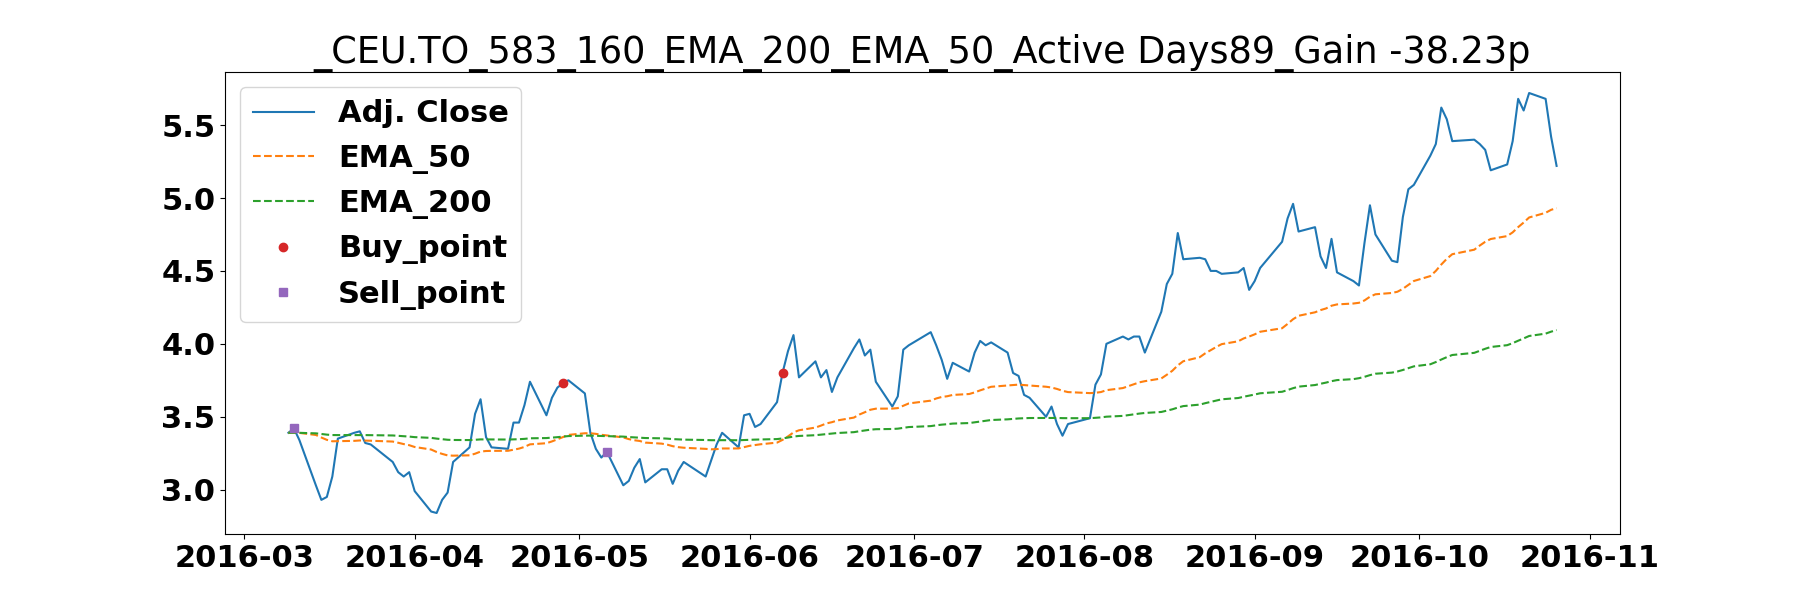 _CEU.TO_583_160_EMA_200_EMA_50_Active Days89_Gain -38.23p
Adj. Close
EMA_50
EMA_200
Buy_point
Sell_point
5.5
5.0
4.5
4.0
3.5
3.0
2016-03 2016-04 2016-05 2016-06 2016-07 2016-08 2016-09 2016-10 2016-11